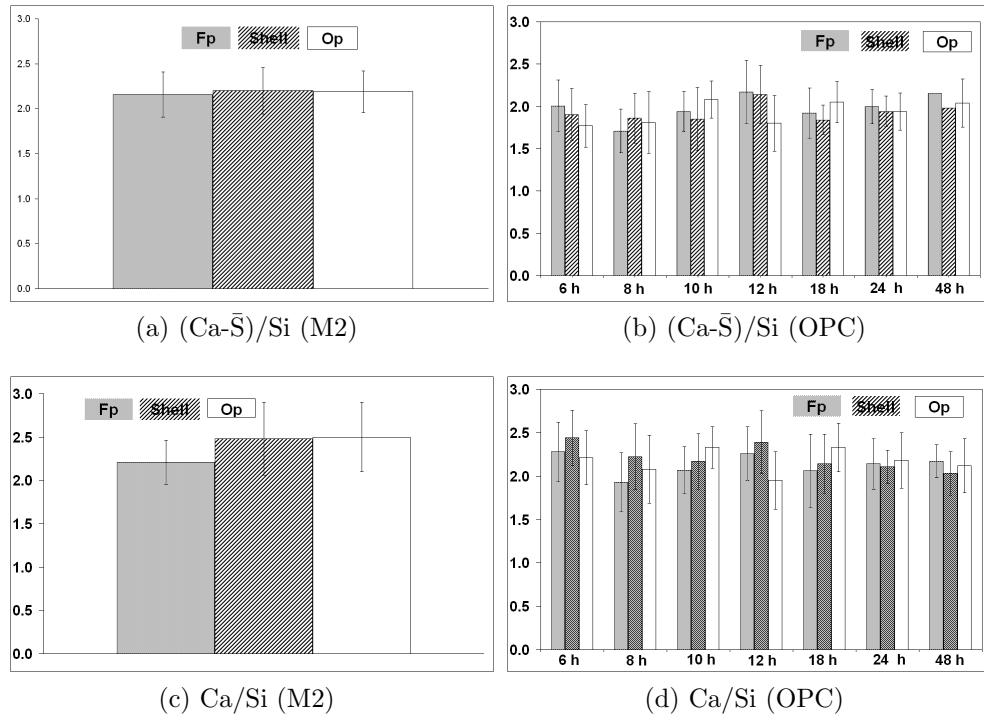 3.0
2.5
2.0
1.5
1.0
0.5
0.0
Fp Shell Op
(a) (Ca-S̄)/Si (M2)
3.0
2.5
2.0
1.5
1.0
0.5
0.0
Fp Shell Op
6 h 8 h 10 h 12 h 18 h 24 h 48 h
(b) (Ca-S̄)/Si (OPC)
3.0
2.5
2.0
1.5
1.0
0.5
0.0
Fp Shell Op
(c) Ca/Si (M2)
3.0
2.5
2.0
1.5
1.0
0.5
0.0
Fp Shell Op
6 h 8 h 10 h 12 h 18 h 24 h 48 h
(d) Ca/Si (OPC)